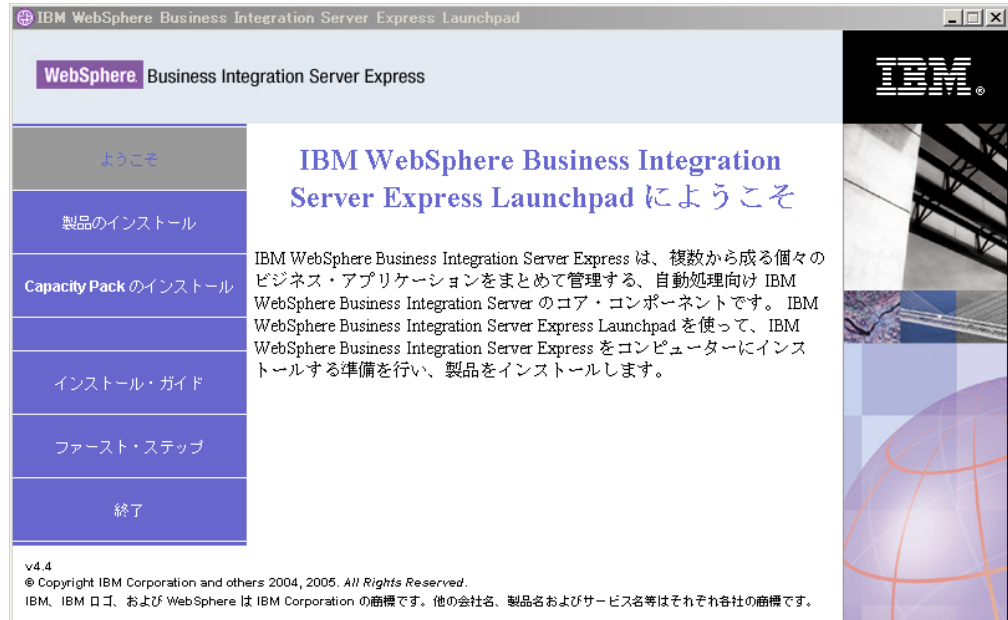 IBM WebSphere Business Integration Server Express Launchpad
WebSphere. Business Integration Server Express
IBM®
ようこそ
製品のインストール
Capacity Pack のインストール
インストール・ガイド
ファースト・ステップ
終了
IBM WebSphere Business Integration
Server Express Launchpad にようこそ
IBM WebSphere Business Integration Server Express は、複数から成る個々の
ビジネス・アプリケーションをまとめて管理する、自動処理向け IBM
WebSphere Business Integration Server のコア・コンポーネントです。 IBM
WebSphere Business Integration Server Express Launchpad を使って、IBM
WebSphere Business Integration Server Express をコンピューターにインス
トールする準備を行い、製品をインストールします。
v4.4
© Copyright IBM Corporation and others 2004, 2005. All Rights Reserved.
IBM、IBM ロゴ、および WebSphere は IBM Corporation の商標です。他の会社名、製品名およびサービス名等はそれぞれ各社の商標です。